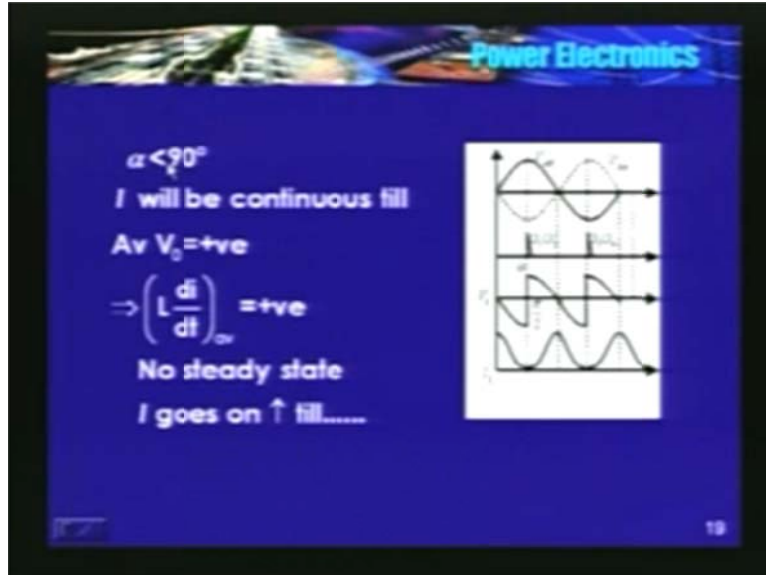 Power Electronics
α<90°
I will be continuous till
Av V₀=+ve
⇒(L di/dt)av =+ve
No steady state
I goes on ↑ till......
19